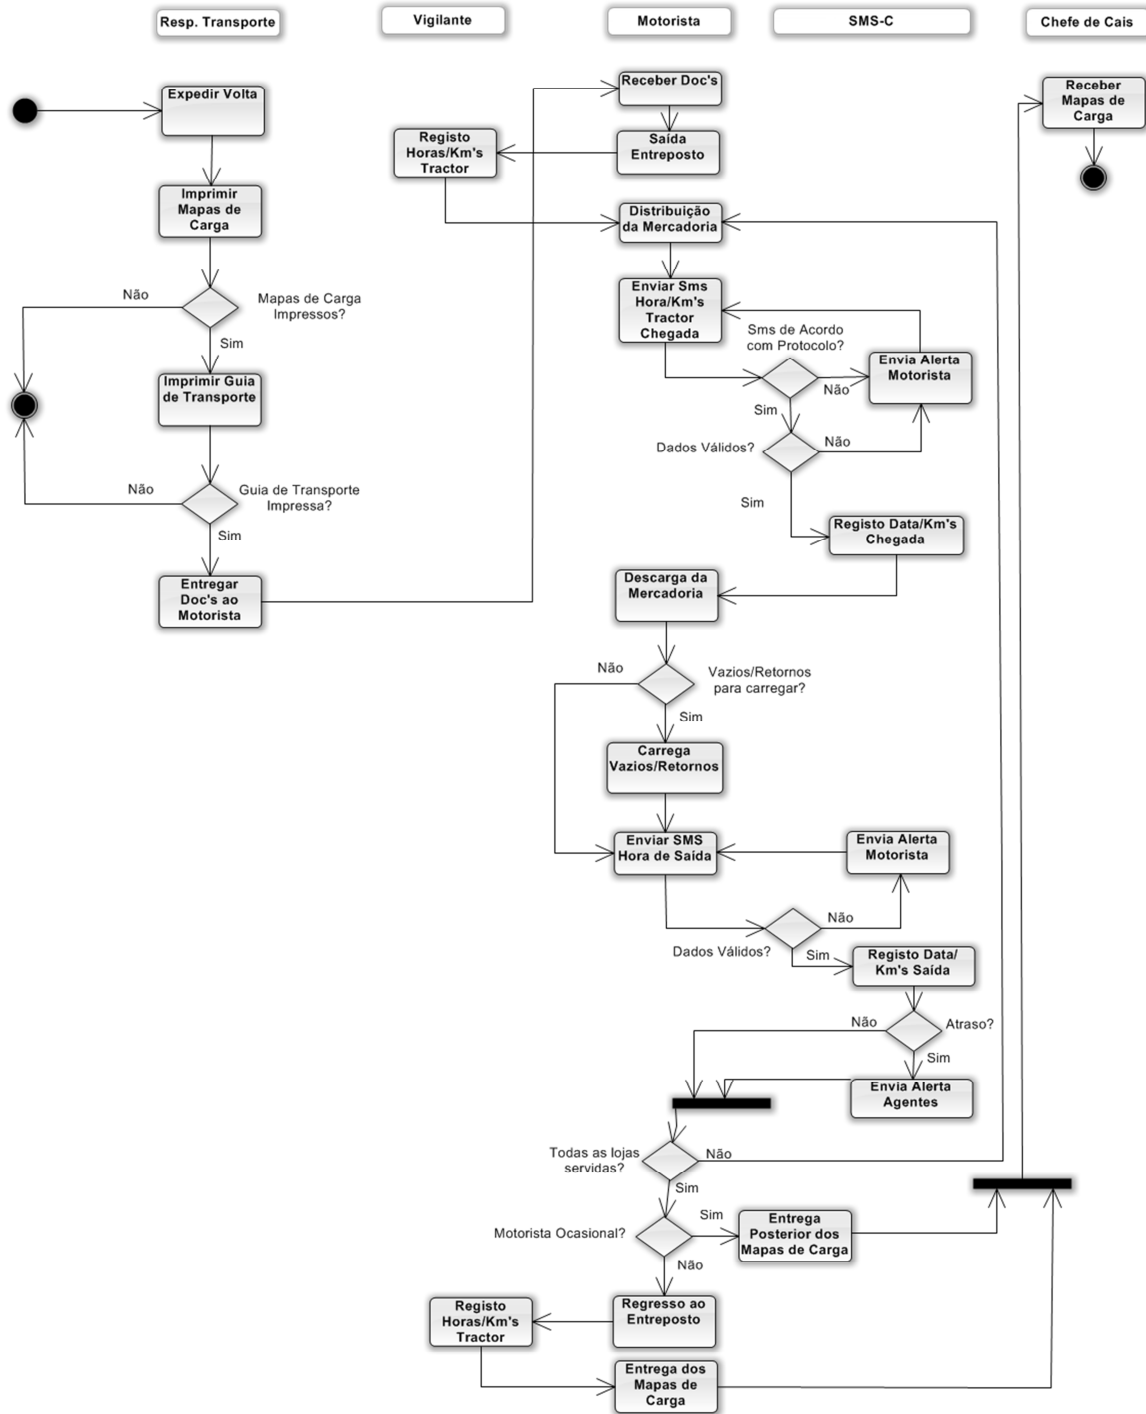 Resp. Transporte
Vigilante
Motorista
SMS-C
Chefe de Cais
Expedir Volta
Imprimir
Mapas de
Carga
Não
Mapas de Carga
Impressos?
Sim
Imprimir Guia
de Transporte
Não
Guia de Transporte
Impressa?
Sim
Entregar
Doc's ao
Motorista
Registo
Horas/Km's
Tractor
Receber Doc's
Saída
Entreposto
Distribuição
da Mercadoria
Enviar Sms
Hora/Km's
Tractor
Chegada
Sms de Acordo
com Protocolo?
Não
Envia Alerta
Motorista
Sim
Dados Válidos?
Não
Sim
Registo Data/Km's
Chegada
Descarga da
Mercadoria
Não
Vazios/Retornos
para carregar?
Sim
Carrega
Vazios/Retornos
Enviar SMS
Hora de Saída
Envia Alerta
Motorista
Não
Dados Válidos?
Sim
Registo Data/
Km's Saída
Não
Atraso?
Sim
Envia Alerta
Agentes
Todas as lojas
servidas?
Não
Sim
Motorista Ocasional?
Sim
Entrega
Posterior dos
Mapas de Carga
Não
Regresso ao
Entreposto
Registo
Horas/Km's
Tractor
Entrega dos
Mapas de
Carga
Receber
Mapas de
Carga